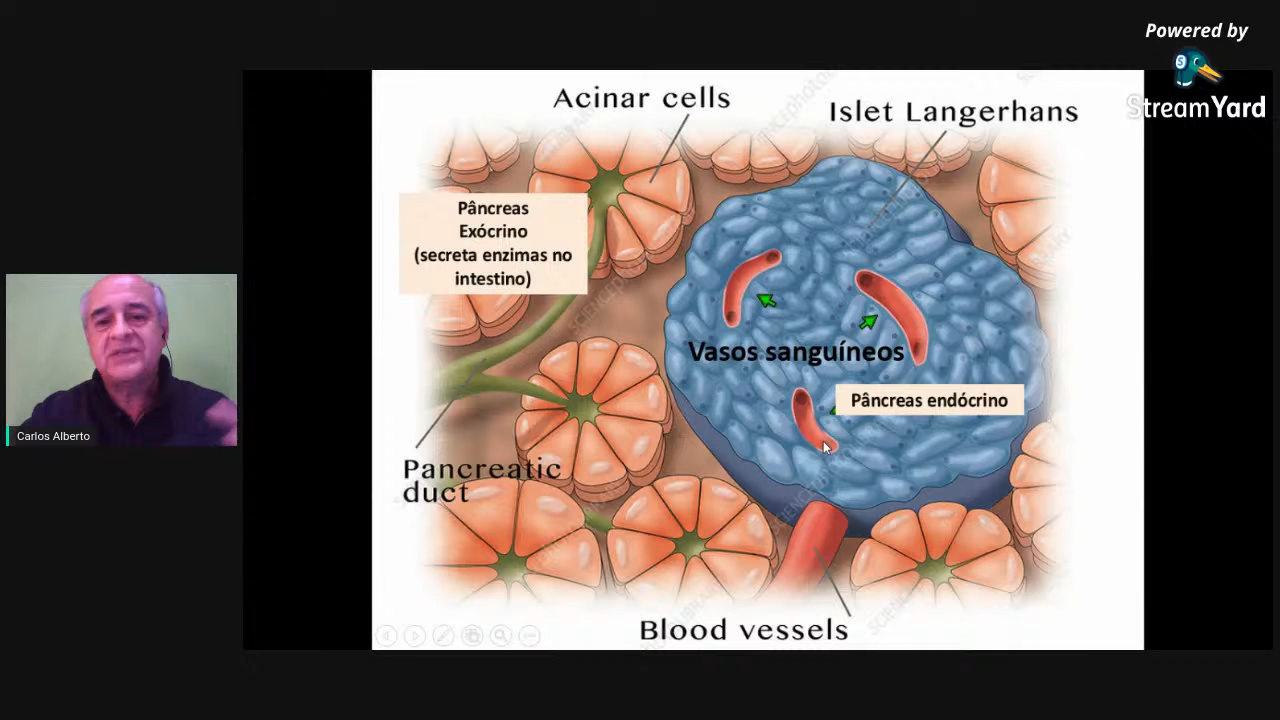 Powered by
StreamYard
Acinar cells
Islet Langerhans
Pâncreas
Exócrino
(secreta enzimas no
intestino)
Vasos sanguíneos
Pâncreas endócrino
Carlos Alberto
Pancreatic
duct
Blood vessels